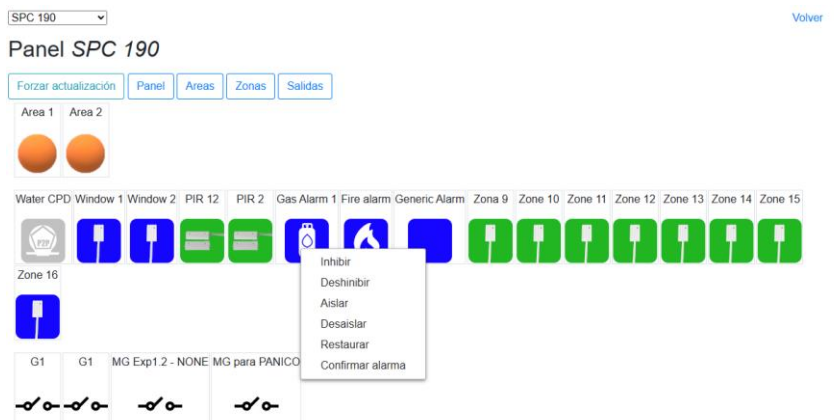 SPC 190
Volver
Panel SPC 190
Forzar actualización Panel Areas Zonas Salidas
Area 1 Area 2
Water CPD Window 1 Window 2 PIR 12 PIR 2 Gas Alarm 1 Fire alarm Generic Alarm Zona 9 Zone 10 Zone 11 Zone 12 Zone 13 Zone 14 Zone 15
Inhibir
Zone 16
Deshinibir
Aislar
Desaislar
Restaurar
G1 G1 MG Exp1.2 - NONE MG para PANICO
Confirmar alarma